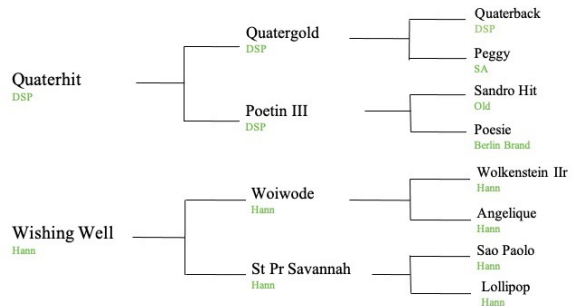 Quaterhit
DSP
Quatergold
DSP
Quaterback
DSP
Peggy
SA
Poetin III
DSP
Sandro Hit
Old
Poesie
Berlin Brand
Wishing Well
Hann
Woiwode
Hann
Wolkenstein IIr
Hann
Angelique
Hann
St Pr Savannah
Hann
Sao Paolo
Hann
Lollipop
Hann